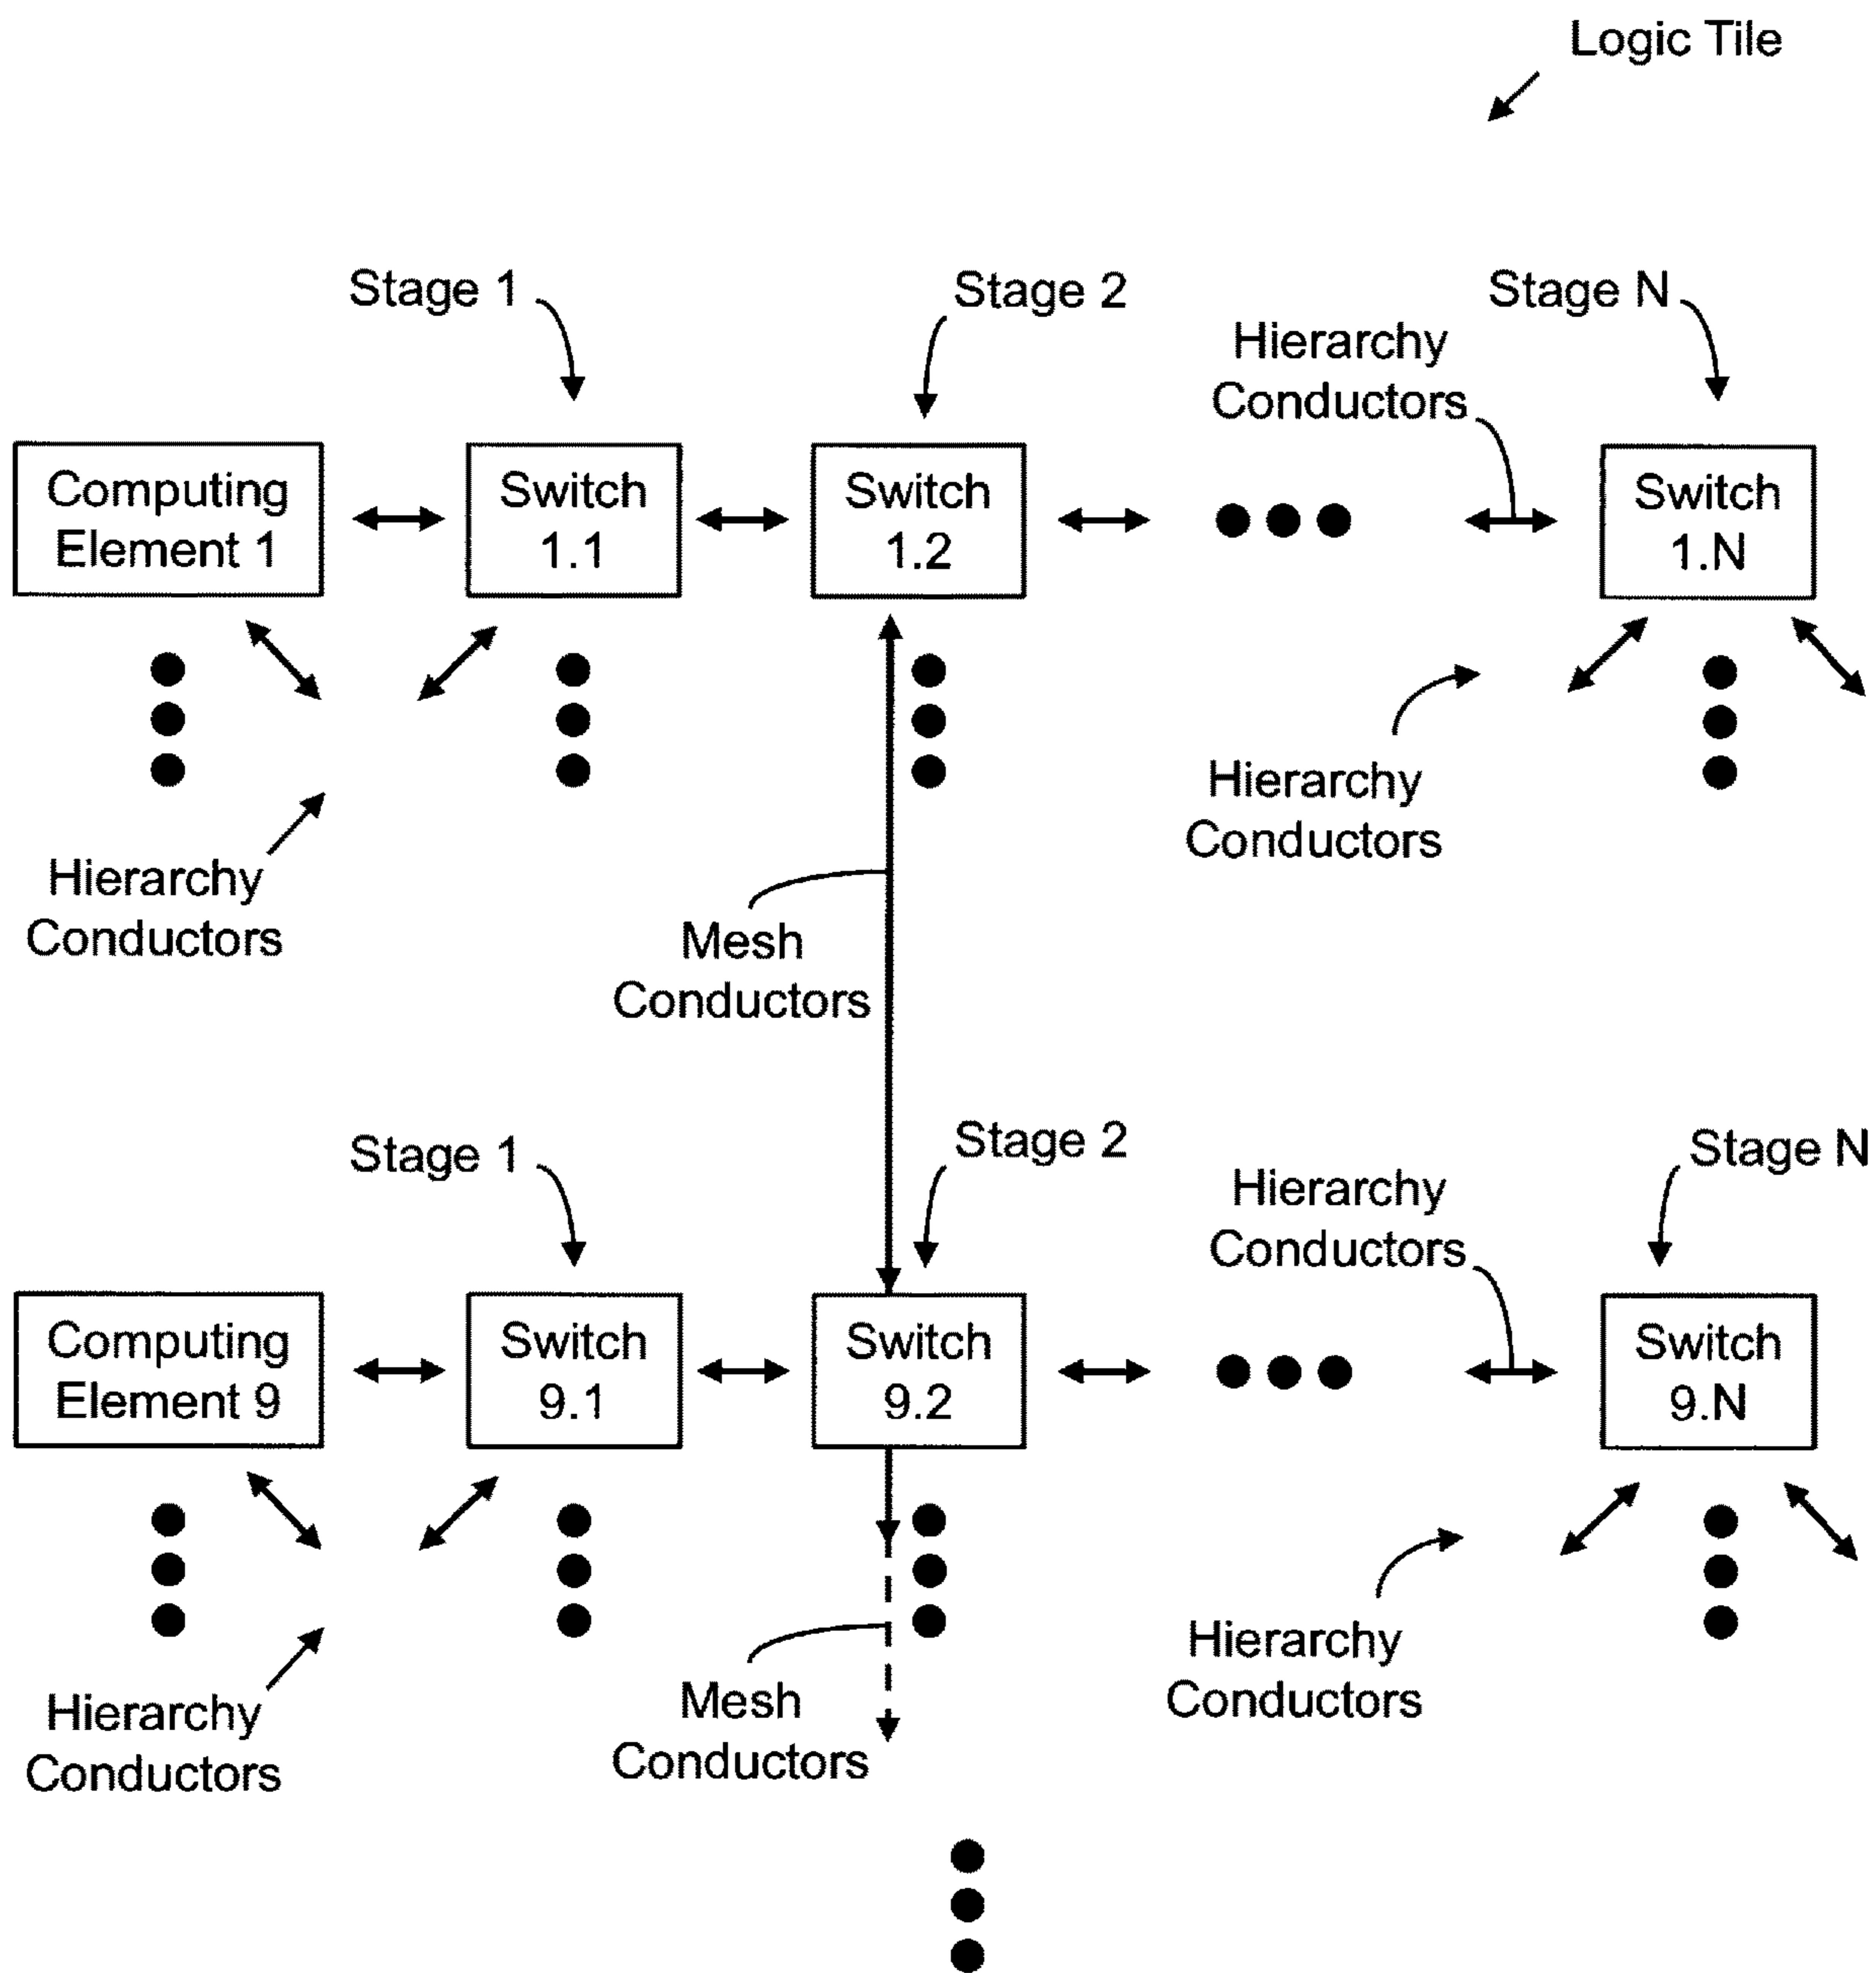 Logic Tile
Stage 1
Stage 2
Stage N
Hierarchy
Conductors
Computing
Element 1
Switch
1.1
Switch
1.2
Switch
1.N
Hierarchy
Conductors
Hierarchy
Conductors
Mesh
Conductors
Stage 1
Stage 2
Stage N
Hierarchy
Conductors
Computing
Element 9
Switch
9.1
Switch
9.2
Switch
9.N
Hierarchy
Conductors
Hierarchy
Conductors
Mesh
Conductors